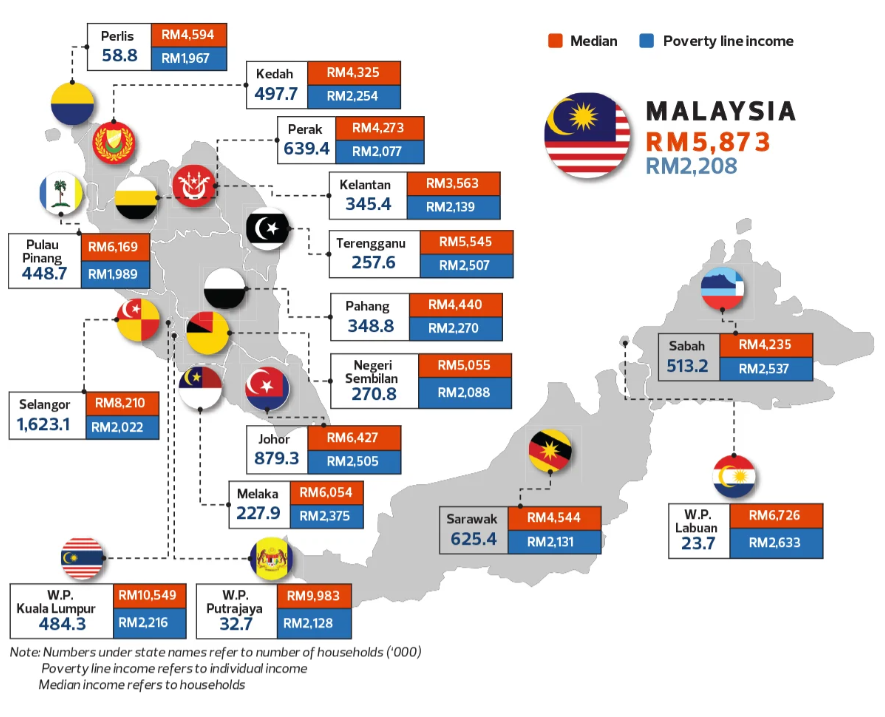 Median
Poverty line income
MALAYSIA
RM5,873
RM2,208
Perlis
58.8
RM4,594
RM1,967
Kedah
497.7
RM4,325
RM2,254
Perak
639.4
RM4,273
RM2,077
Kelantan
345.4
RM3,563
RM2,139
Terengganu
257.6
RM5,545
RM2,507
Pulau
Pinang
448.7
RM6,169
RM1,989
Pahang
348.8
RM4,440
RM2,270
Negeri
Sembilan
270.8
RM5,055
RM2,088
Sabah
513.2
RM4,235
RM2,537
Selangor
1,623.1
RM8,210
RM2,022
Johor
879.3
RM6,427
RM2,505
Melaka
227.9
RM6,054
RM2,375
Sarawak
625.4
RM4,544
RM2,131
W.P.
Labuan
23.7
RM6,726
RM2,633
W.P.
Kuala Lumpur
484.3
RM10,549
RM2,216
W.P.
Putrajaya
32.7
RM9,983
RM2,128
Note: Numbers under state names refer to number of households ('000)
Poverty line income refers to individual income
Median income refers to households